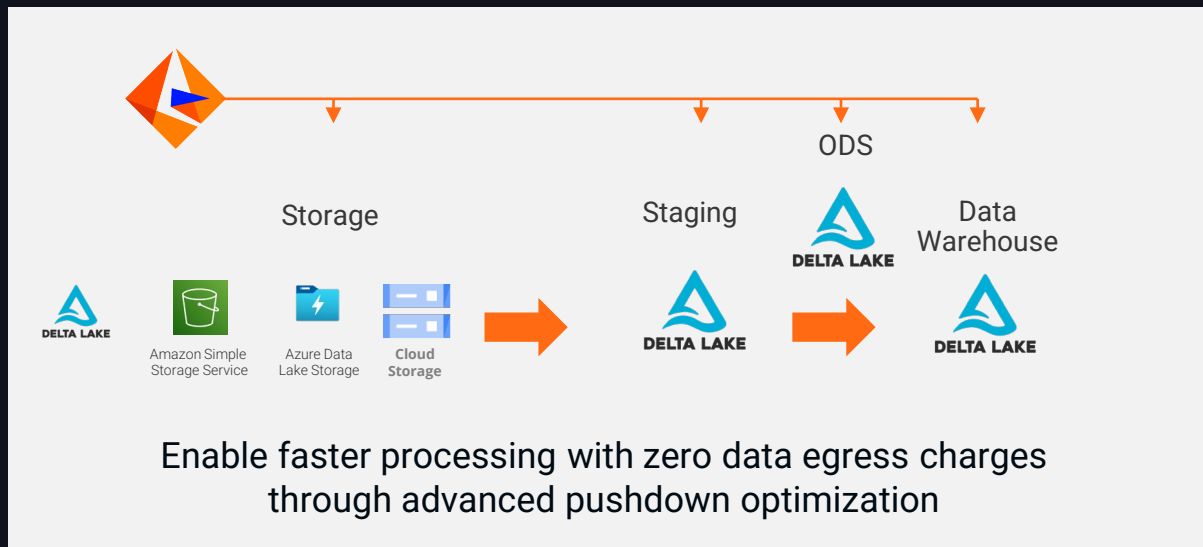 ODS
Storage
Staging
Data
Warehouse
DELTA LAKE
DELTA LAKE
DELTA LAKE
DELTA LAKE
Amazon Simple
Storage Service
Azure Data
Lake Storage
Cloud
Storage
Enable faster processing with zero data egress charges
through advanced pushdown optimization